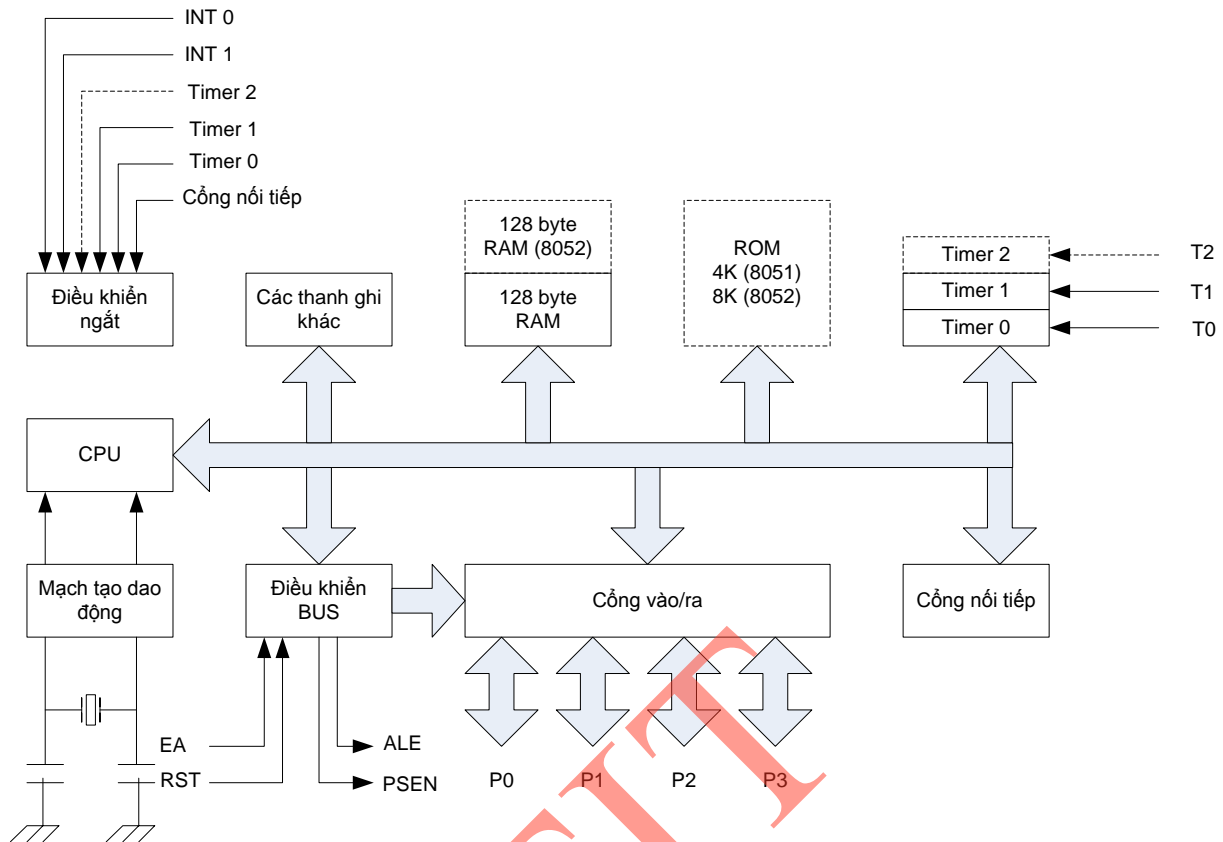 INT 0
INT 1
Timer 2
Timer 1
Timer 0
Cổng nối tiếp
Điều khiển
ngắt
Các thanh ghi
khác
128 byte
RAM (8052)
128 byte
RAM
ROM
4K (8051)
8K (8052)
Timer 2
Timer 1
Timer 0
T2
T1
T0
CPU
Mạch tạo dao
động
Điều khiển
BUS
Cổng vào/ra
Cổng nối tiếp
EA
RST
ALE
PSEN
P0
P1
P2
P3